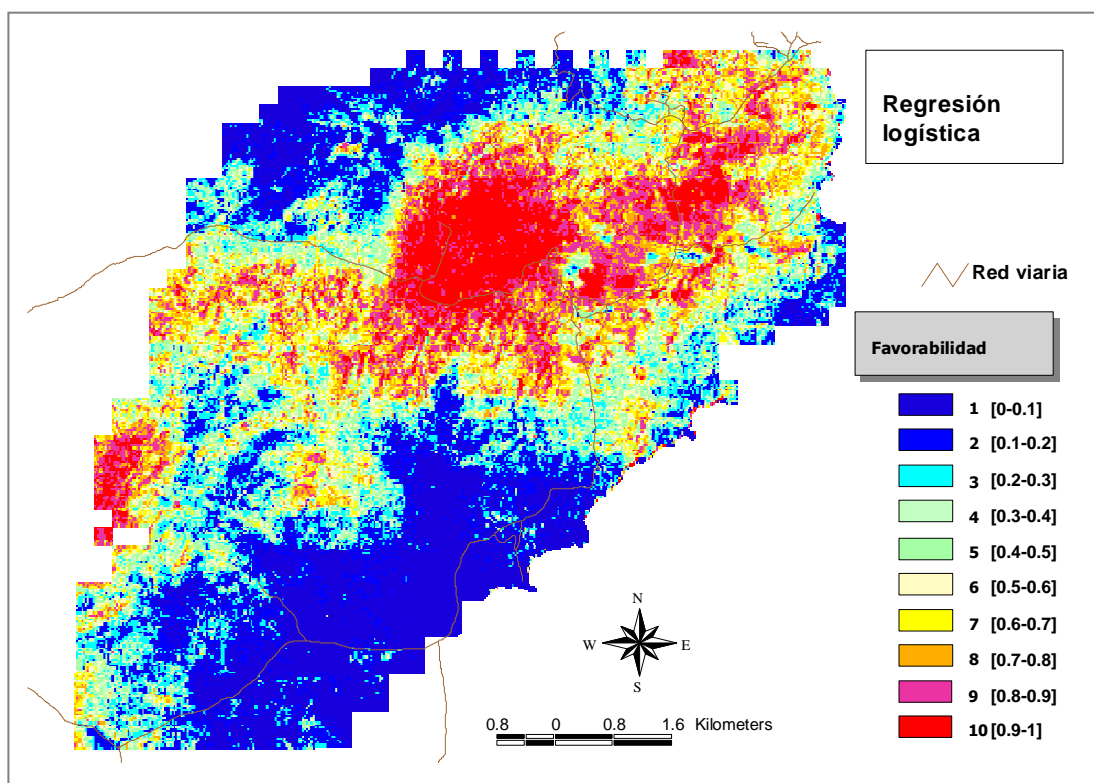 Regresión
logística
Red viaria
Favorabilidad
1 [0-0.1]
2 [0.1-0.2]
3 [0.2-0.3]
4 [0.3-0.4]
5 [0.4-0.5]
6 [0.5-0.6]
7 [0.6-0.7]
8 [0.7-0.8]
9 [0.8-0.9]
10 [0.9-1]
N
W E
S
0.8 0 0.8 1.6 Kilometers